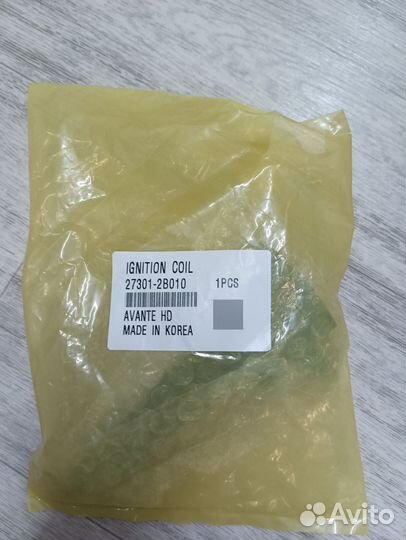 IGNITION COIL
27301-2B010 1PCS
AVANTE HD
MADE IN KOREA
Avito